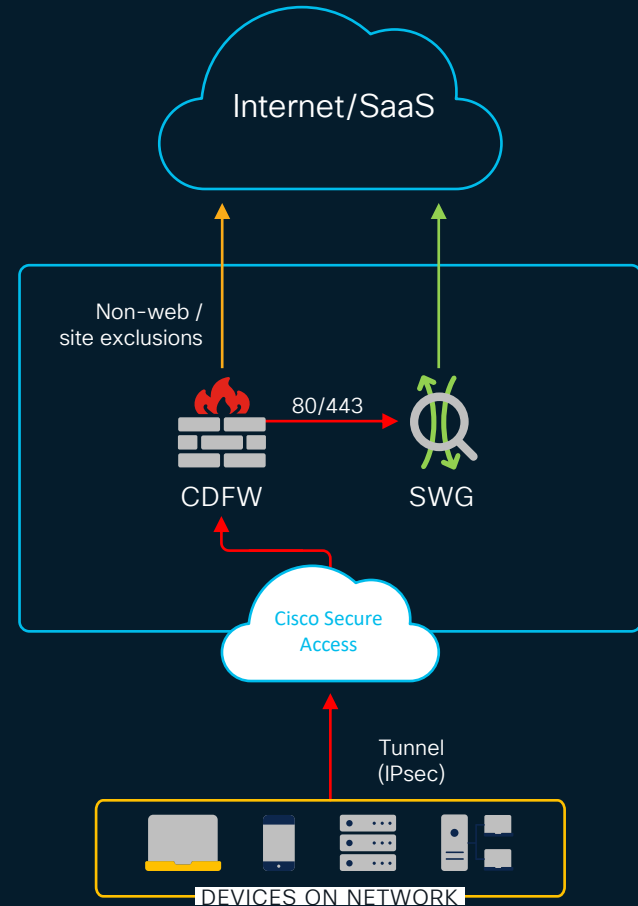 Internet/SaaS
Non-web /
site exclusions
80/443
CDFW
SWG
Cisco Secure
Access
Tunnel
(IPsec)
DEVICES ON NETWORK